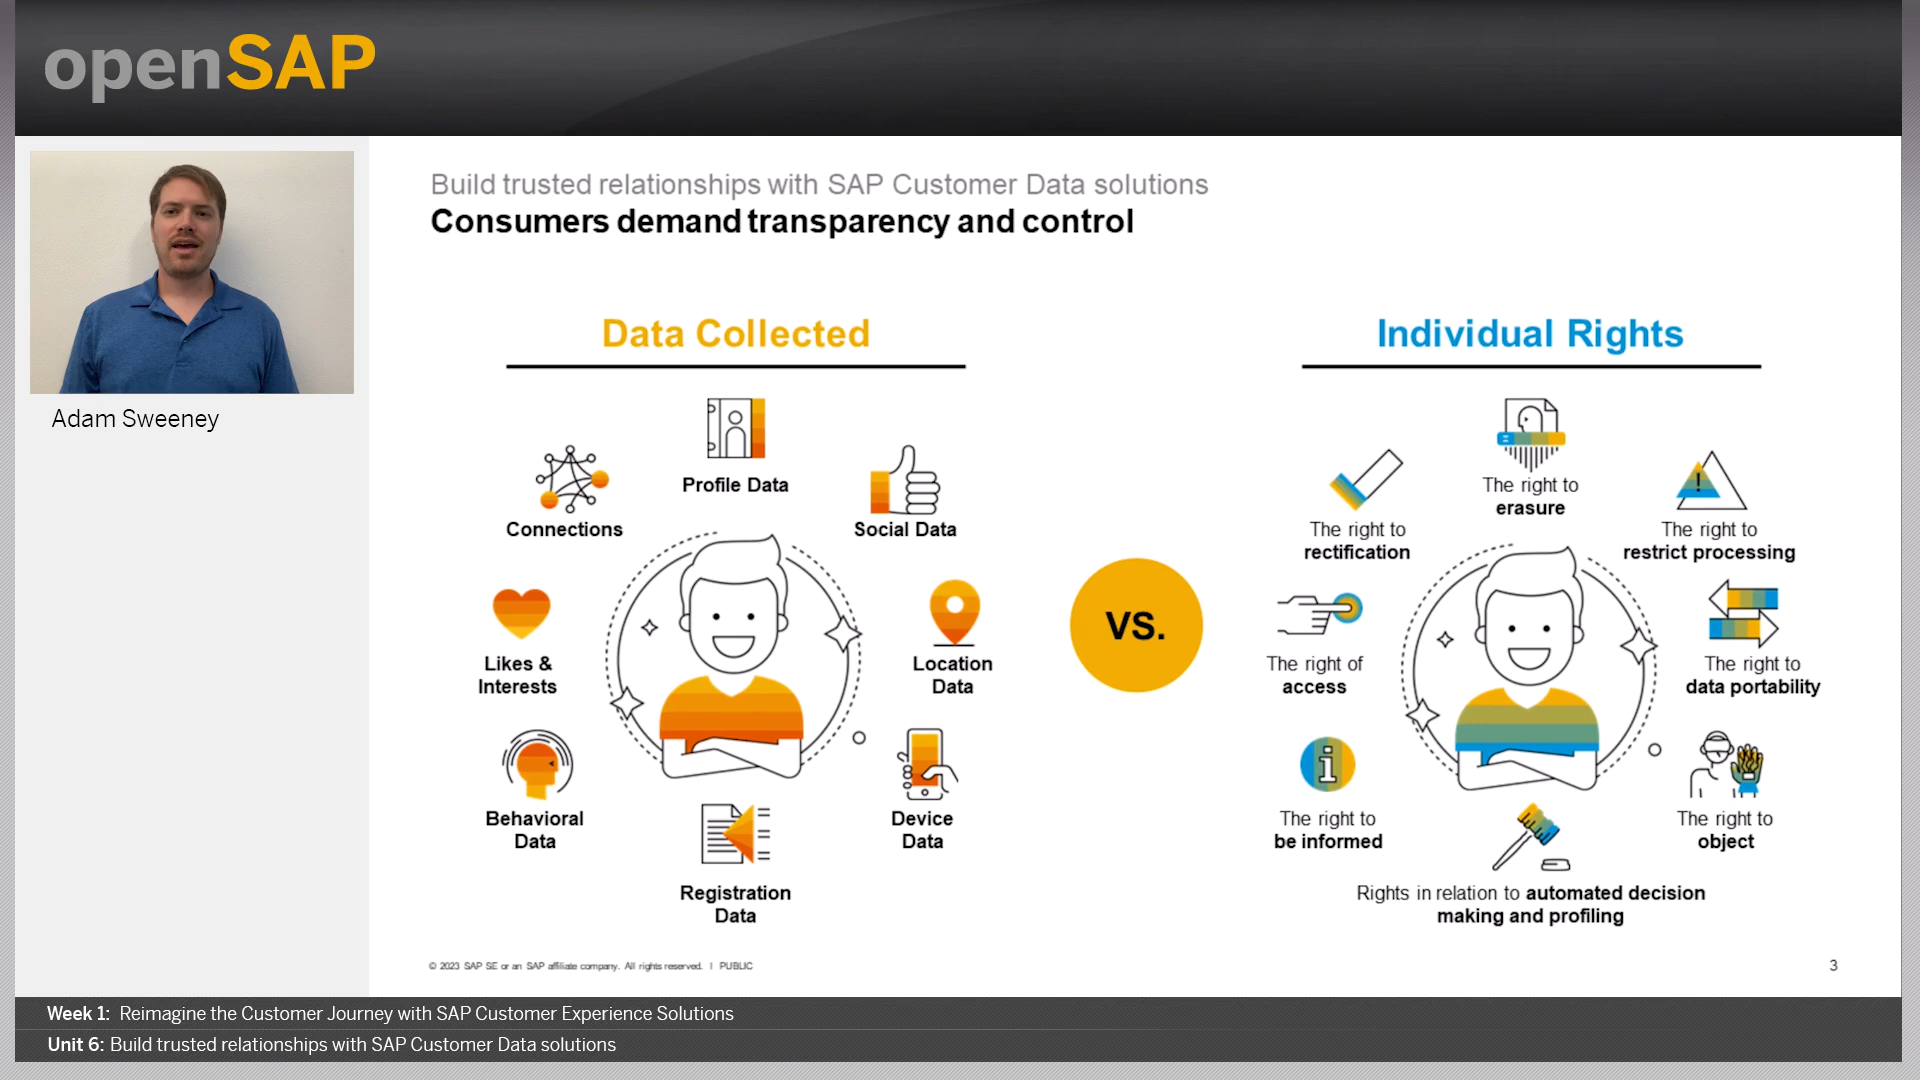 openSAP
Adam Sweeney
Build trusted relationships with SAP Customer Data solutions
Consumers demand transparency and control
Data Collected
Profile Data
Connections
Social Data
Likes &
Interests
Location
Data
Behavioral
Data
Device
Data
Registration
Data
VS.
Individual Rights
The right to
erasure
The right to
rectification
The right to
restrict processing
The right of
access
The right to
data portability
The right to
be informed
The right to
object
Rights in relation to automated decision
making and profiling
© 2023 SAP SE or an SAP affiliate company. All rights reserved. I PUBLIC
3
Week 1: Reimagine the Customer Journey with SAP Customer Experience Solutions
Unit 6: Build trusted relationships with SAP Customer Data solutions